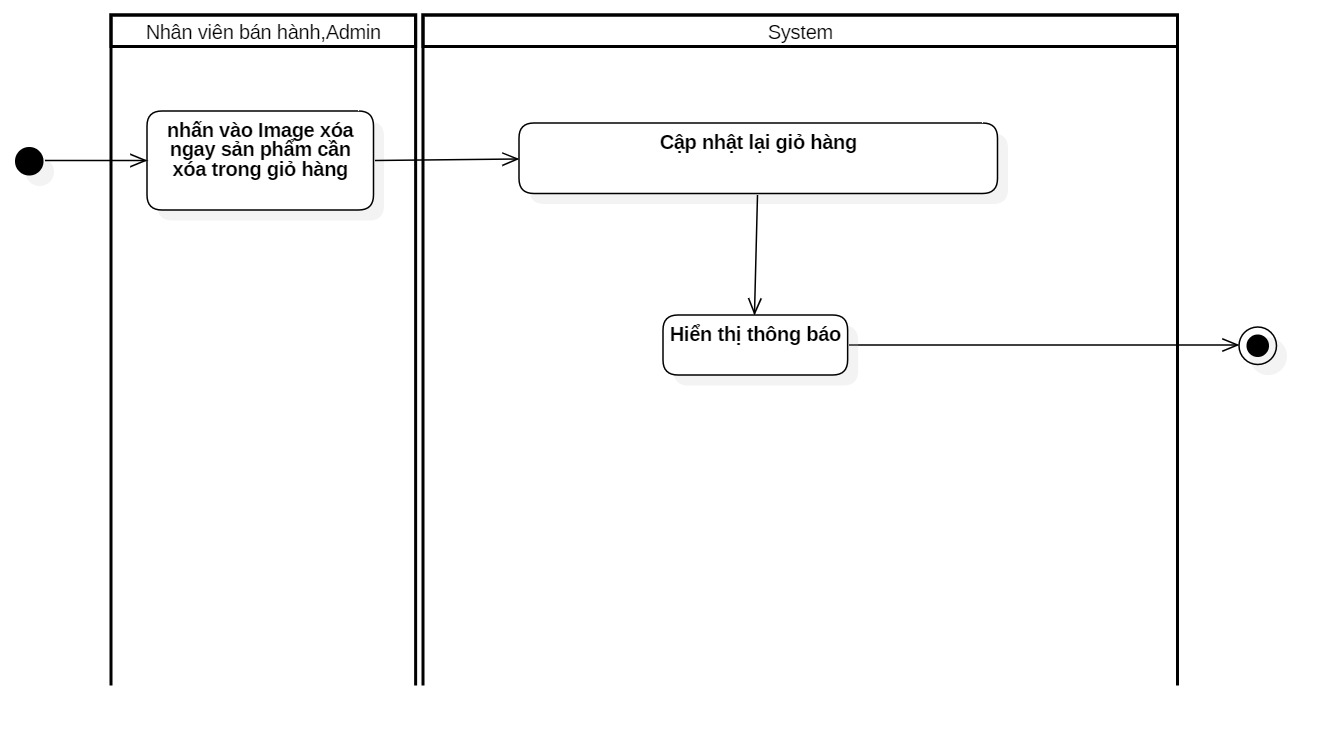 Nhân viên bán hành,Admin
System
nhấn vào Image xóa
ngay sản phẩm cần
xóa trong giỏ hàng
Cập nhật lại giỏ hàng
Hiển thị thông báo